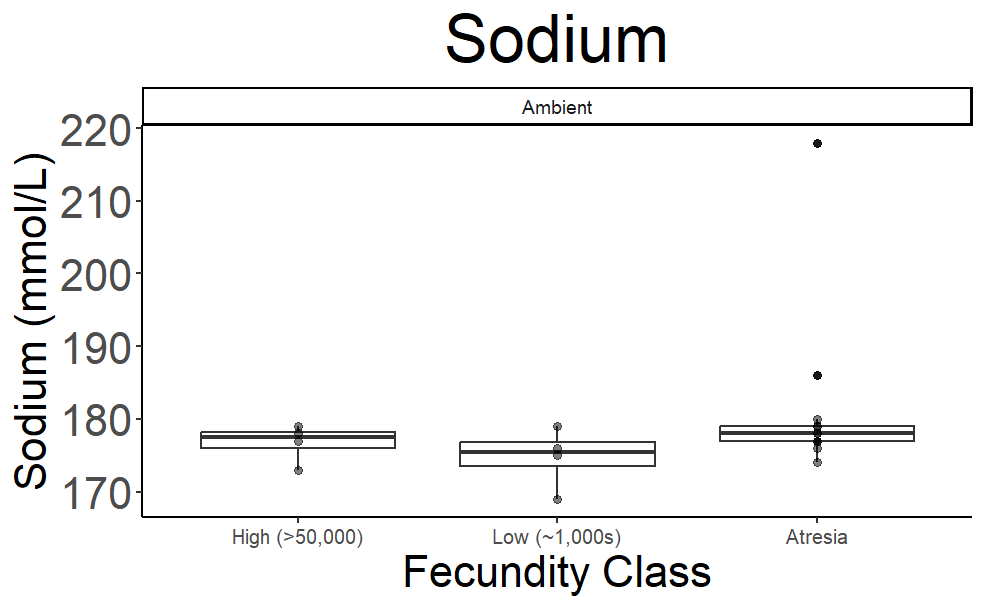 Sodium
Ambient
Sodium (mmol/L)
220
210
200
190
180
170
High (>50,000)
Low (~1,000s)
Atresia
Fecundity Class